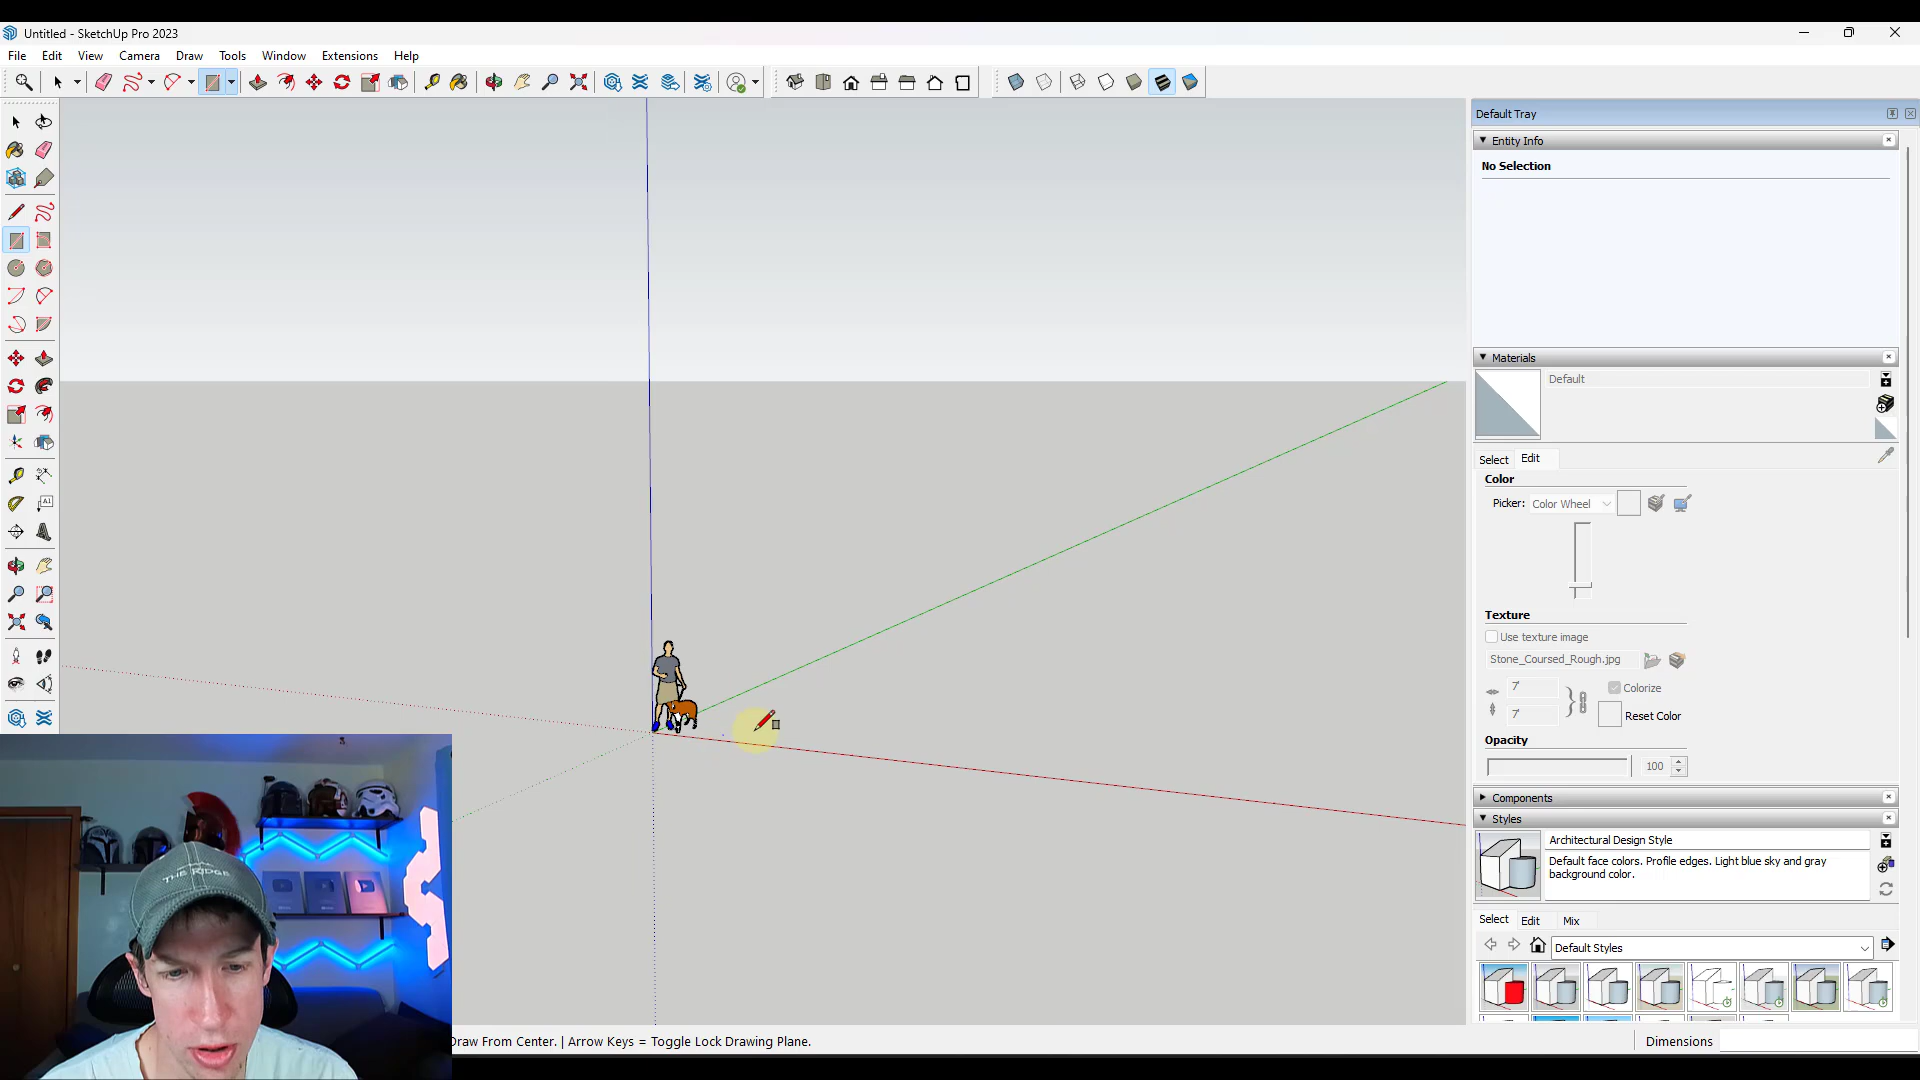 Untitled - SketchUp Pro 2023
File Edit View Camera Draw Tools Window Extensions Help
Default Tray
Entity Info
No Selection
Materials
Default
Select Edit
Color
Picker: Color Wheel
Texture
Use texture image
Stone_Coursed_Rough.jpg
7'
Colorize
7'
Reset Color
Opacity
100
Components
Styles
Architectural Design Style
Default face colors. Profile edges. Light blue sky and gray
background color.
Select Edit Mix
Default Styles
THE RIDGE
Draw From Center. | Arrow Keys = Toggle Lock Drawing Plane.
Dimensions